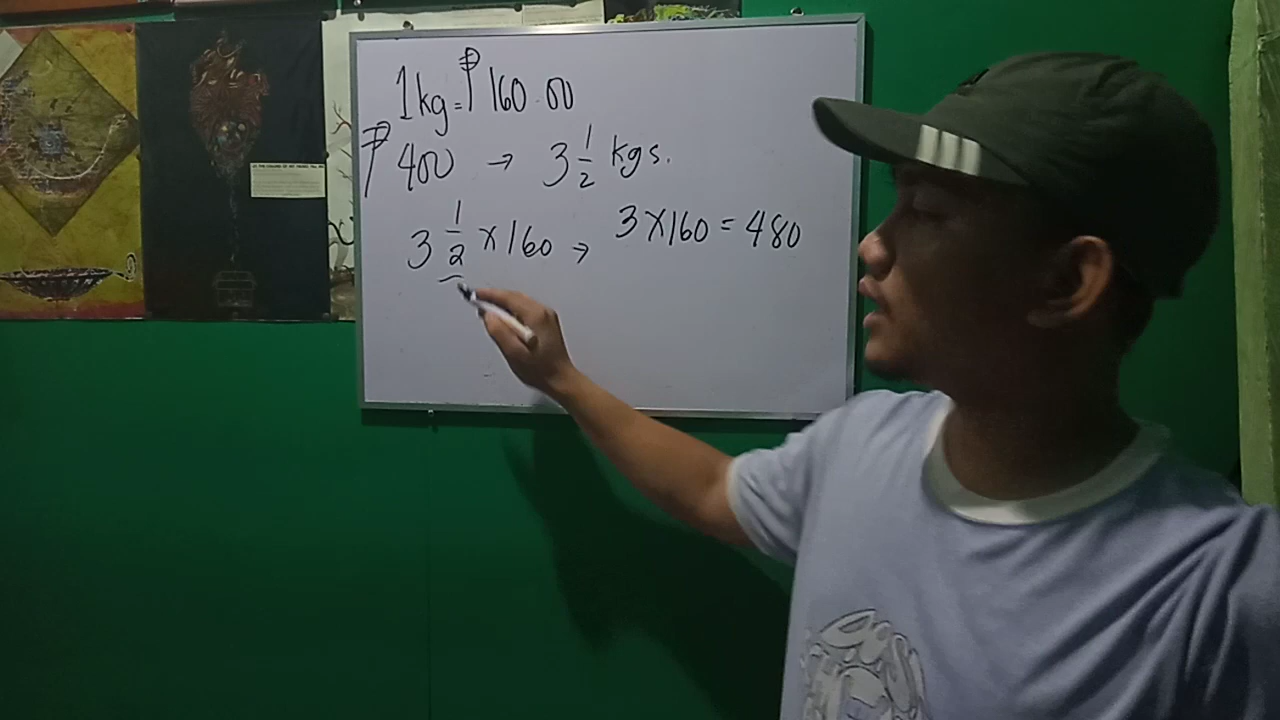 1kg = ₱160.00
₱400 → 3 1/2 kgs.
3 1/2 x 160 → 3 x 160 = 480